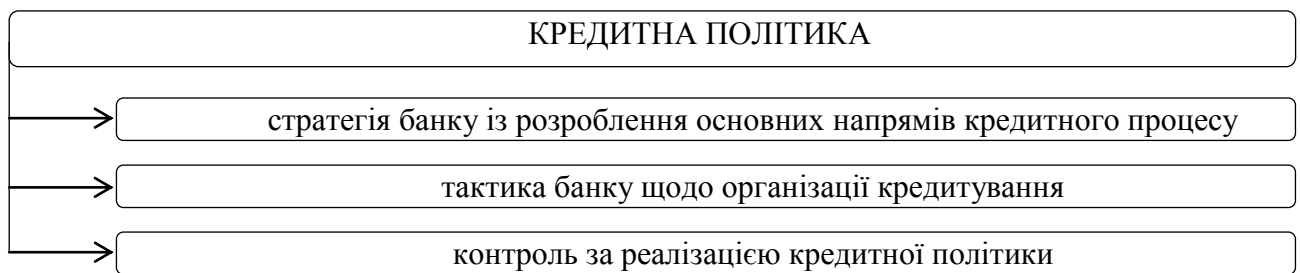 КРЕДИТНА ПОЛІТИКА
стратегія банку із розроблення основних напрямів кредитного процесу
тактика банку щодо організації кредитування
контроль за реалізацією кредитної політики